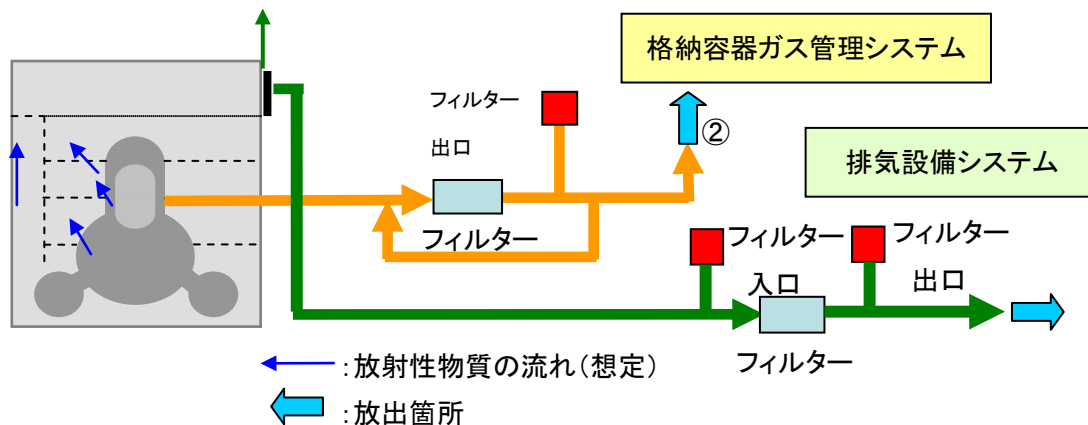 格納容器ガス管理システム
フィルター
出口
②
排気設備システム
フィルター
フィルター
フィルター
入口
出口
フィルター
:放射性物質の流れ(想定)
:放出箇所